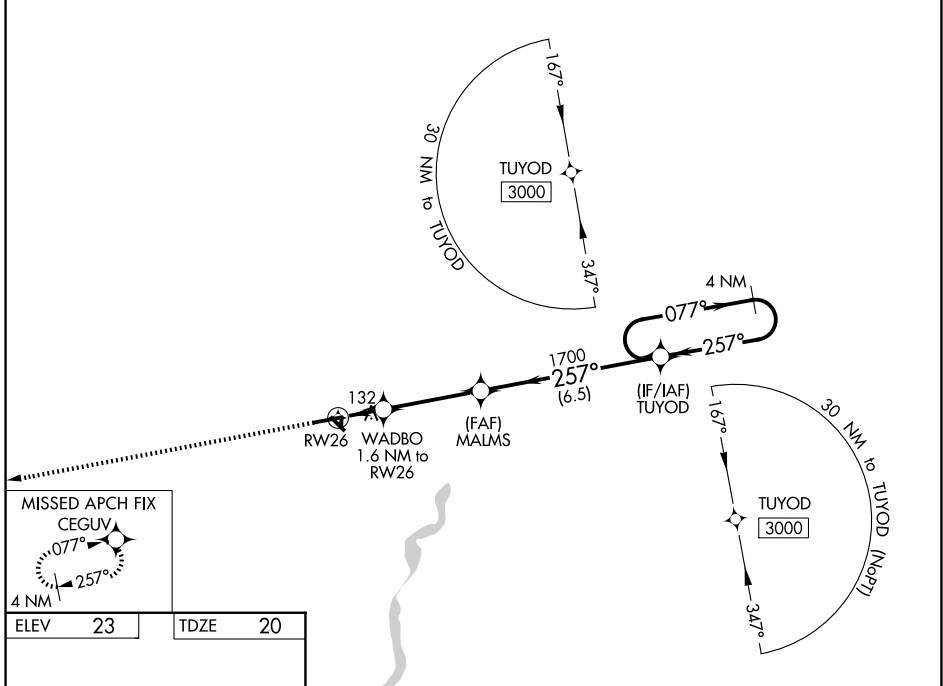 167°
30 NM to TUYOD
TUYOD
3000
347°
4 NM
077°
257°
1700
257°
(6.5)
(IF/IAF)
TUYOD
132
(FAF)
MALMS
RW26
WADBO
1.6 NM to
RW26
167°
30 NM to TUYOD (NoPT)
TUYOD
3000
347°
MISSED APCH FIX
CEGUV
077°
257°
4 NM
ELEV 23
TDZE 20